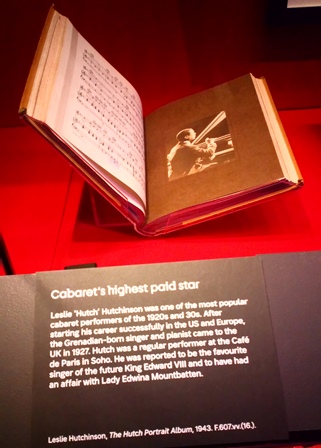 Cabaret's highest paid star
Leslie 'Hutch' Hutchinson was one of the most popular
cabaret performers of the 1920s and 30s. After
starting his career successfully in the US and Europe,
the Grenadian-born singer and pianist came to the
UK in 1927. Hutch was a regular performer at the Café
de Paris in Soho. He was reported to be the favourite
singer of the future King Edward VIII and to have had
an affair with Lady Edwina Mountbatten.
Leslie Hutchinson, The Hutch Portrait Album, 1943. F.607.vv.(16.).